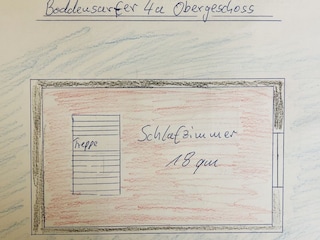 Boddensurfer 4a Obergeschoss
Treppe
Schlafzimmer
18 qm